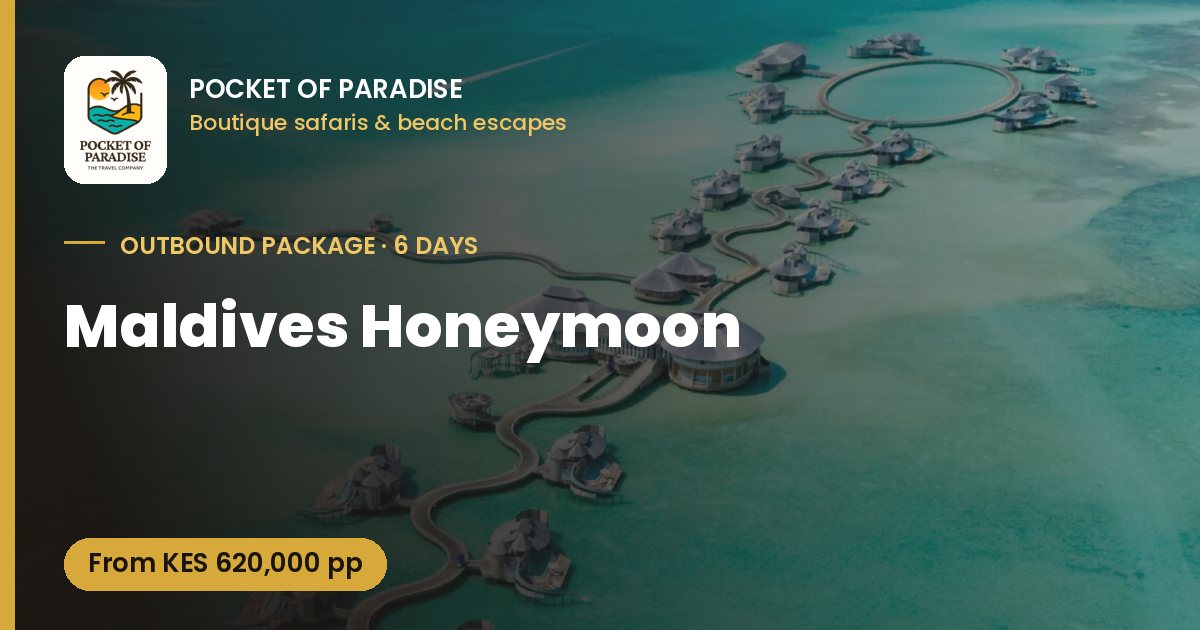 POCKET OF PARADISE
Boutique safaris & beach escapes
POCKET OF
PARADISE
THE TRAVEL COMPANY
OUTBOUND PACKAGE · 6 DAYS
Maldives Honeymoon
From KES 620,000 pp